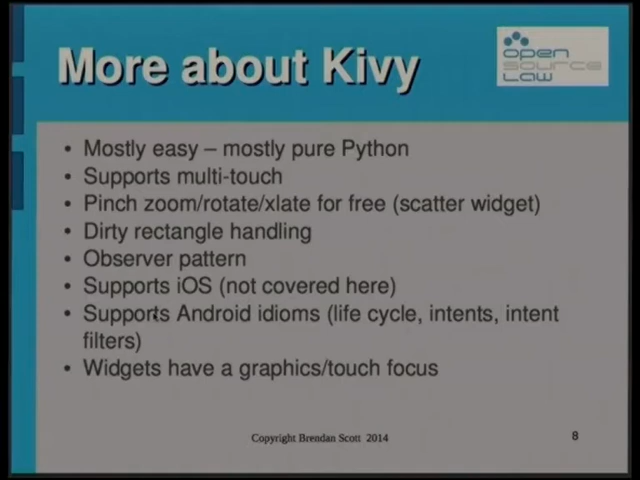 More about Kivy
open
source
Law
• Mostly easy – mostly pure Python
• Supports multi-touch
• Pinch zoom/rotate/xlate for free (scatter widget)
• Dirty rectangle handling
• Observer pattern
• Supports iOS (not covered here)
• Supports Android idioms (life cycle, intents, intent
filters)
• Widgets have a graphics/touch focus
Copyright Brendan Scott 2014
8